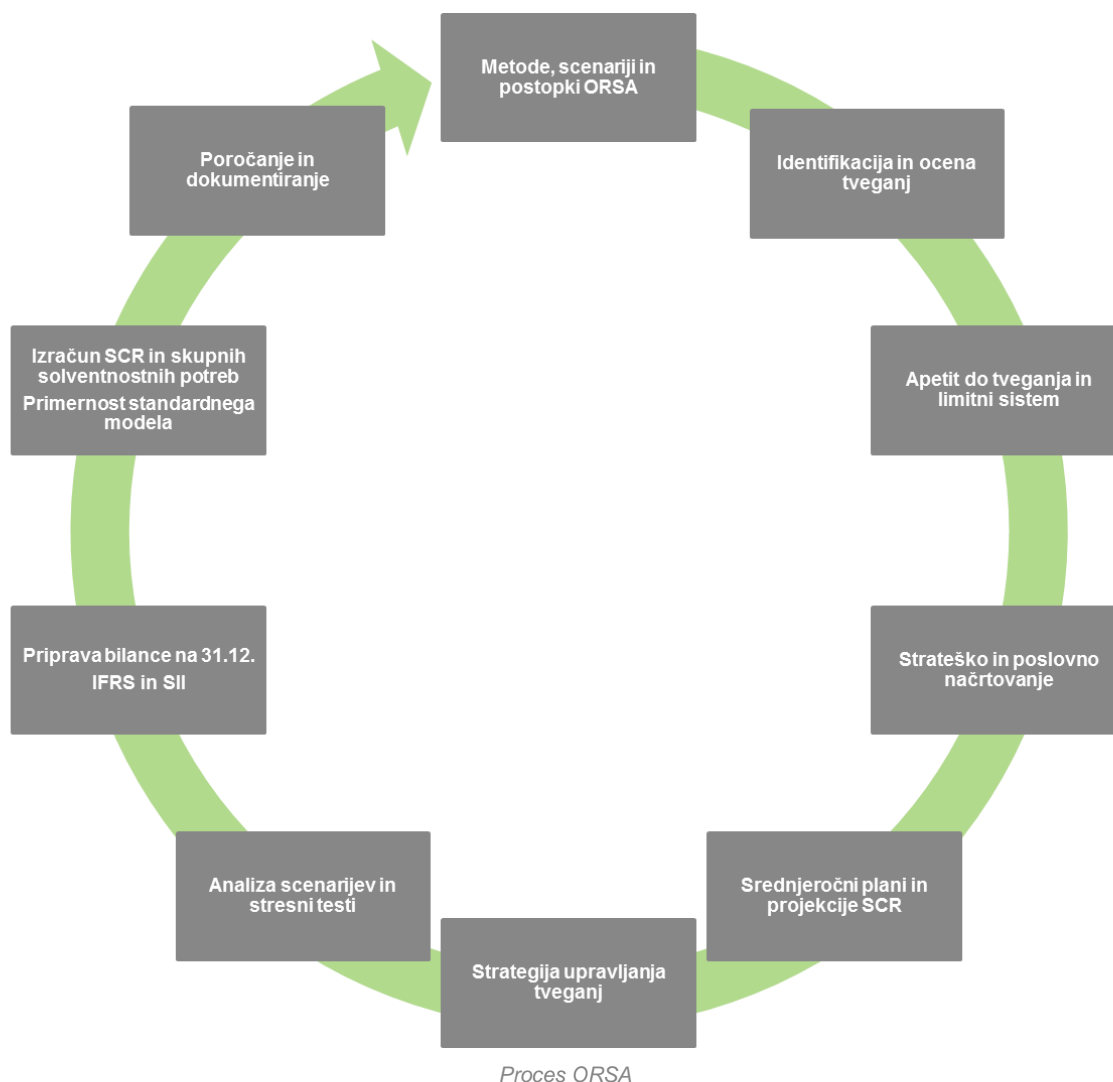 Metode, scenariji in
postopki ORSA
Identifikacija in ocena
tveganj
Apetit do tveganja in
limitni sistem
Strateško in poslovno
načrtovanje
Srednjeročni plani in
projekcije SCR
Strategija upravljanja
tveganj
Analiza scenarijev in
stresni testi
Priprava bilance na 31.12.
IFRS in SII
Izračun SCR in skupnih
solventnostnih potreb
Primernost standardnega
modela
Poročanje in
dokumentiranje
Proces ORSA